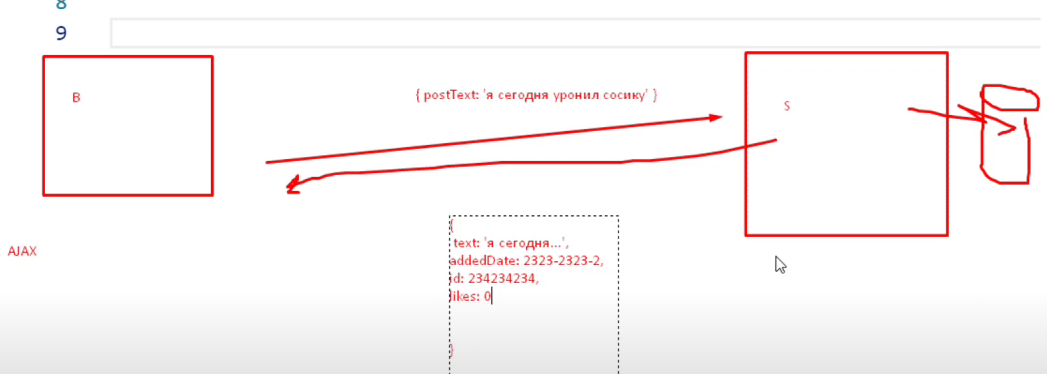 8
9
B
{ postText: 'я сегодня уронил сосику' }
S
AJAX
{
text: 'я сегодня...',
addedDate: 2323-2323-2,
id: 234234234,
likes: 0
}